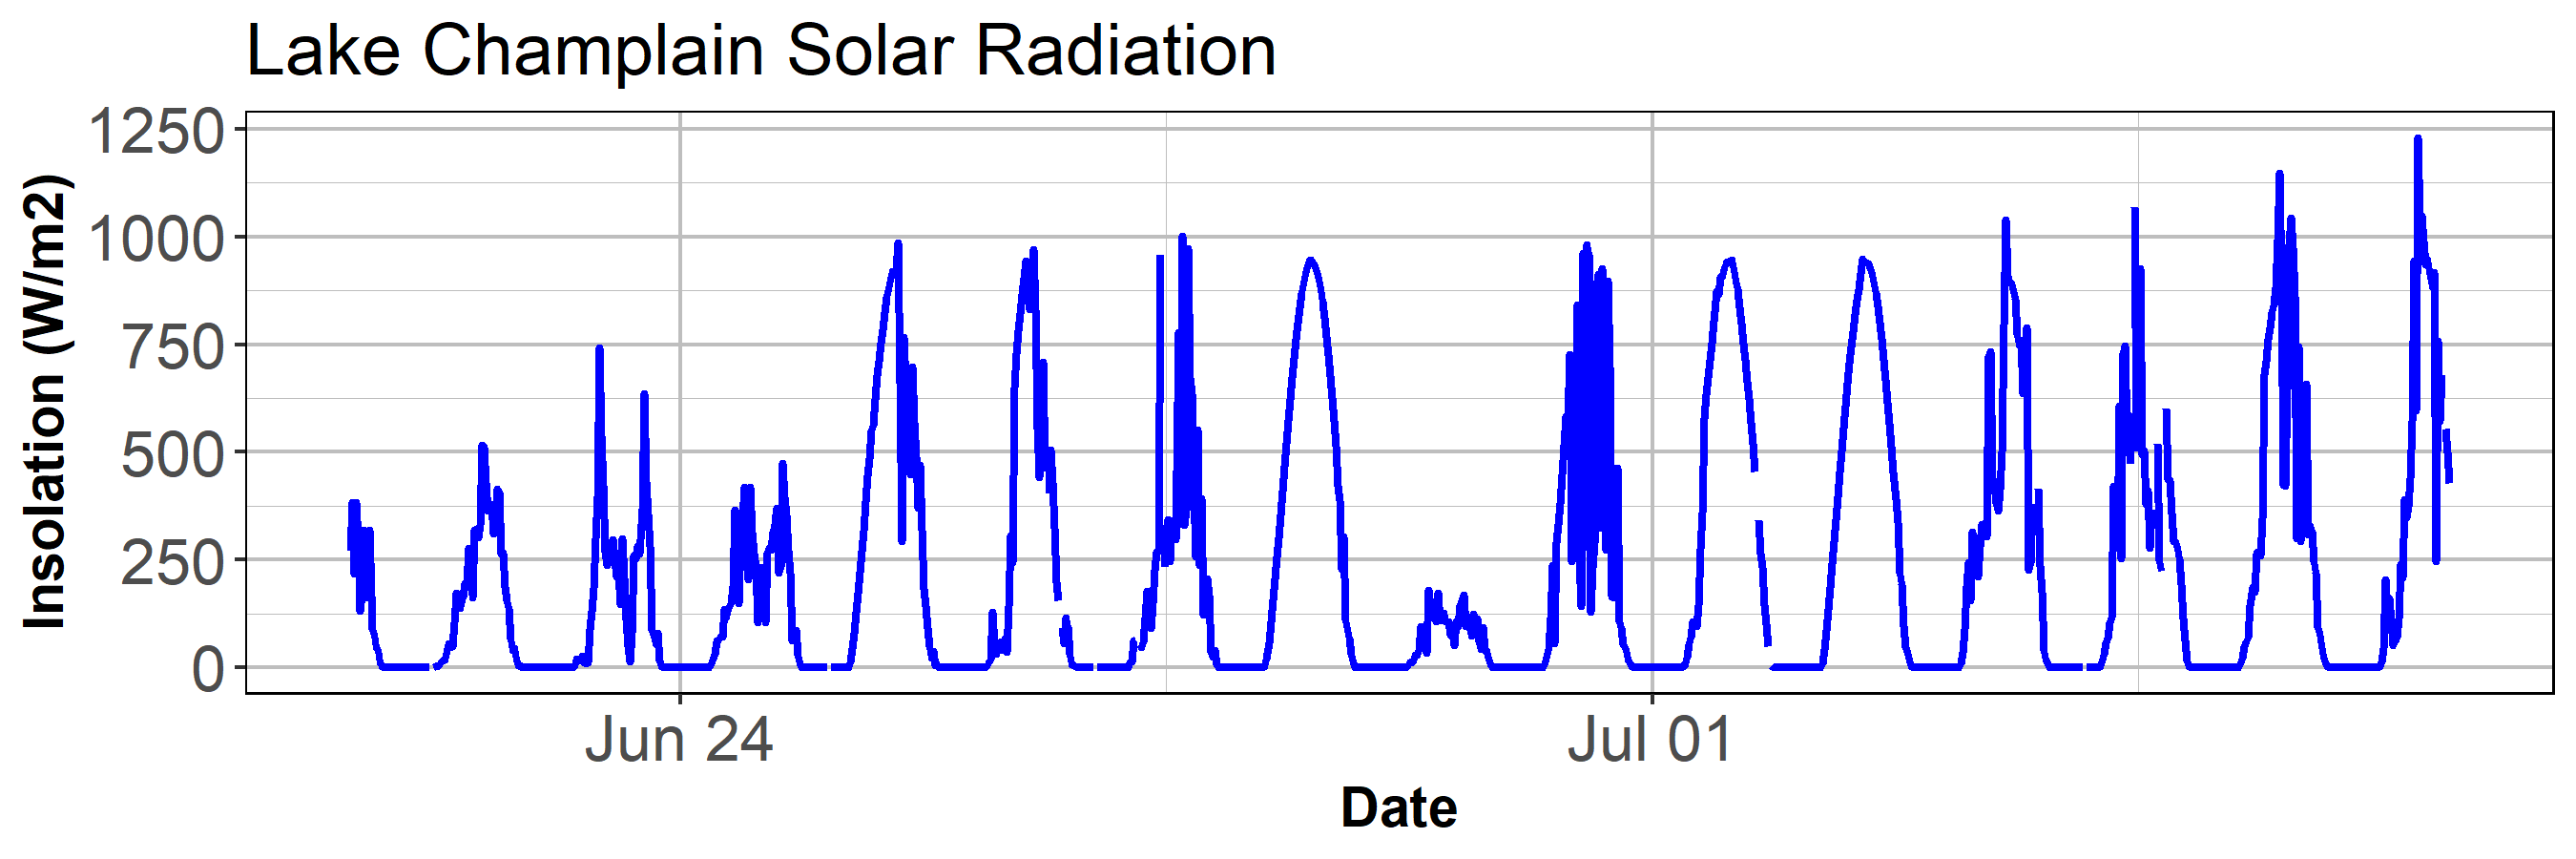 Lake Champlain Solar Radiation
Insolation (W/m2)
1250
1000
750
500
250
0
Jun 24
Jul 01
Date